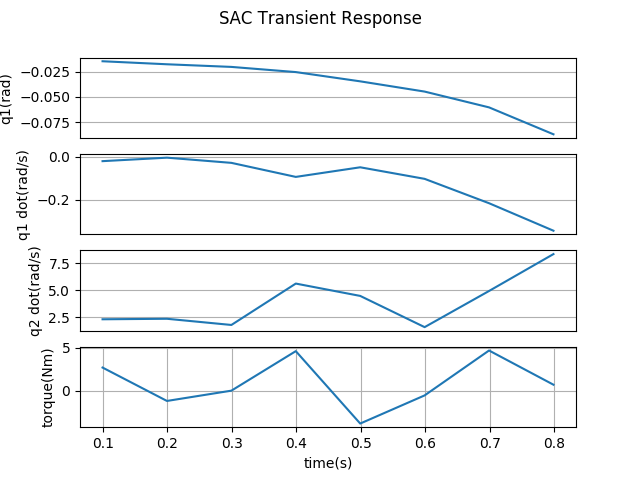 SAC Transient Response
q1(rad)
−0.025
−0.050
−0.075
q1 dot(rad/s)
0.0
−0.2
q2 dot(rad/s)
7.5
5.0
2.5
torque(Nm)
5
0
0.1 0.2 0.3 0.4 0.5 0.6 0.7 0.8
time(s)